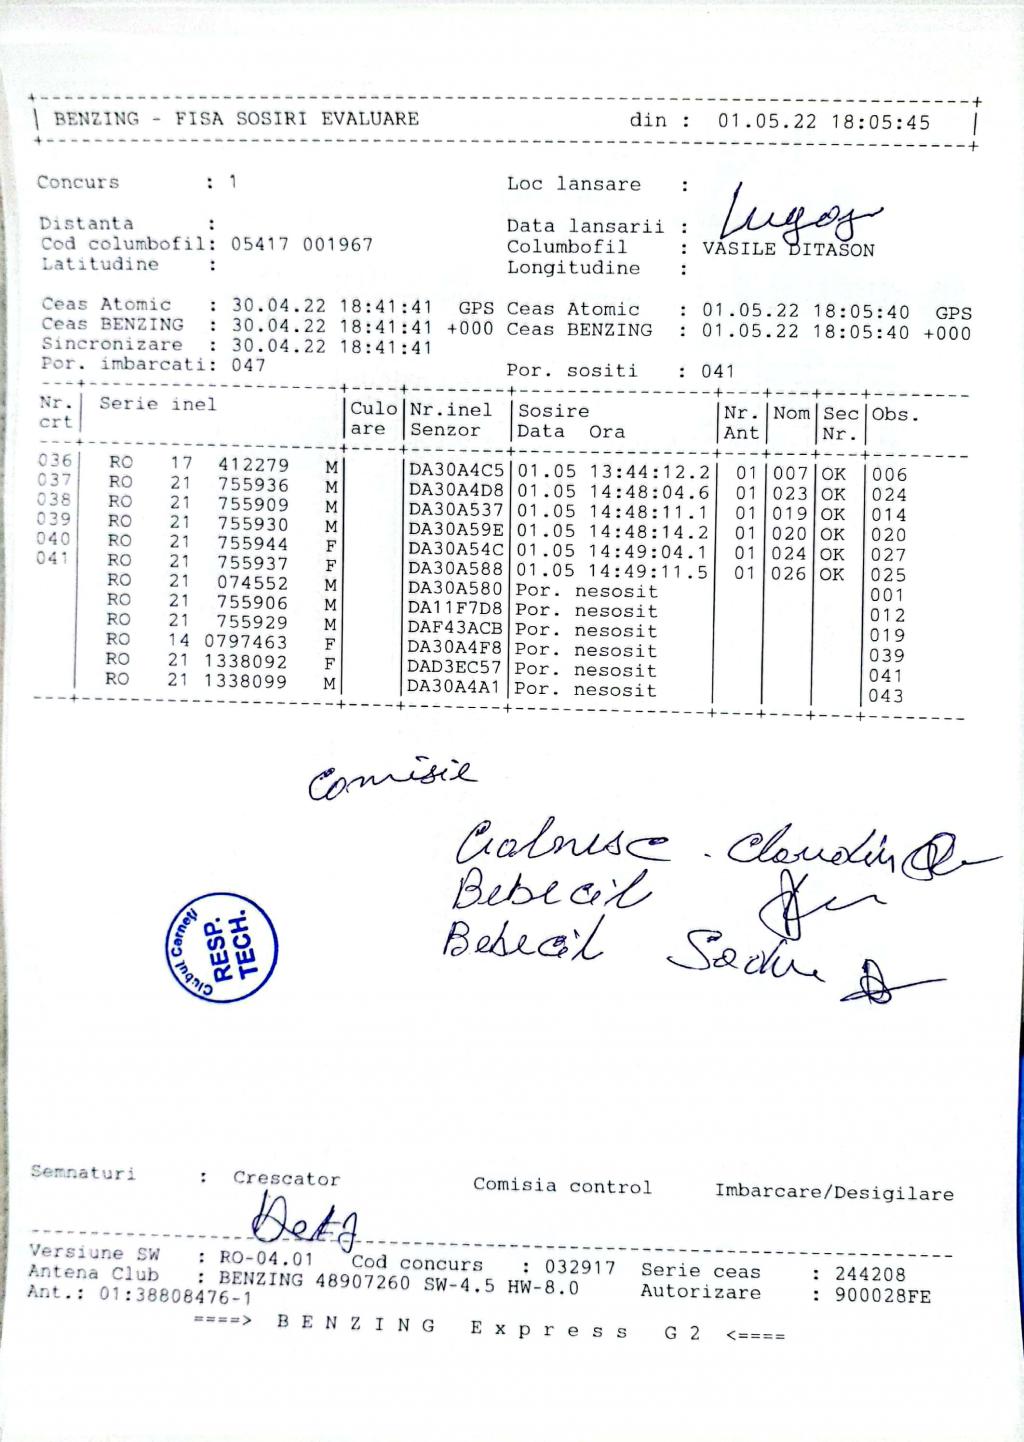 BENZING - FISA SOSIRI EVALUARE din : 01.05.22 18:05:45
Concurs : 1 Loc lansare :
Lugoj
Distanta : Data lansarii :
Cod columbofil: 05417 001967 Columbofil : VASILE DITASON
Latitudine : Longitudine :
Ceas Atomic : 30.04.22 18:41:41 GPS Ceas Atomic : 01.05.22 18:05:40 GPS
Ceas BENZING : 30.04.22 18:41:41 +000 Ceas BENZING : 01.05.22 18:05:40 +000
Sincronizare : 30.04.22 18:41:41
Por. imbarcati: 047 Por. sositi : 041
Nr. Serie inel Culo Nr.inel Sosire Nr. Nom Sec Obs.
crt are Senzor Data Ora Ant Nr.
036 RO 17 412279 M DA30A4C5 01.05 13:44:12.2 01 007 OK 006
037 RO 21 755936 M DA30A4D8 01.05 14:48:04.6 01 023 OK 024
038 RO 21 755909 M DA30A537 01.05 14:48:11.1 01 019 OK 014
039 RO 21 755930 M DA30A59E 01.05 14:48:14.2 01 020 OK 020
040 RO 21 755944 F DA30A54C 01.05 14:49:04.1 01 024 OK 027
041 RO 21 755937 F DA30A588 01.05 14:49:11.5 01 026 OK 025
RO 21 074552 M DA30A580 Por. nesosit 001
RO 21 755906 M DA11F7D8 Por. nesosit 012
RO 21 755929 M DAF43ACB Por. nesosit 019
RO 14 0797463 F DA30A4F8 Por. nesosit 039
RO 21 1338092 F DAD3EC57 Por. nesosit 041
RO 21 1338099 M DA30A4A1 Por. nesosit 043
Comisie
Claudiu
Clubul Carneți
RESP.
TECH.
Semnaturi : Crescator Comisia control Imbarcare/Desigilare
Versiune SW : RO-04.01 Cod concurs : 032917 Serie ceas : 244208
Antena Club : BENZING 48907260 SW-4.5 HW-8.0 Autorizare : 900028FE
Ant.: 01:38808476-1
====> BENZING Express G2 <====